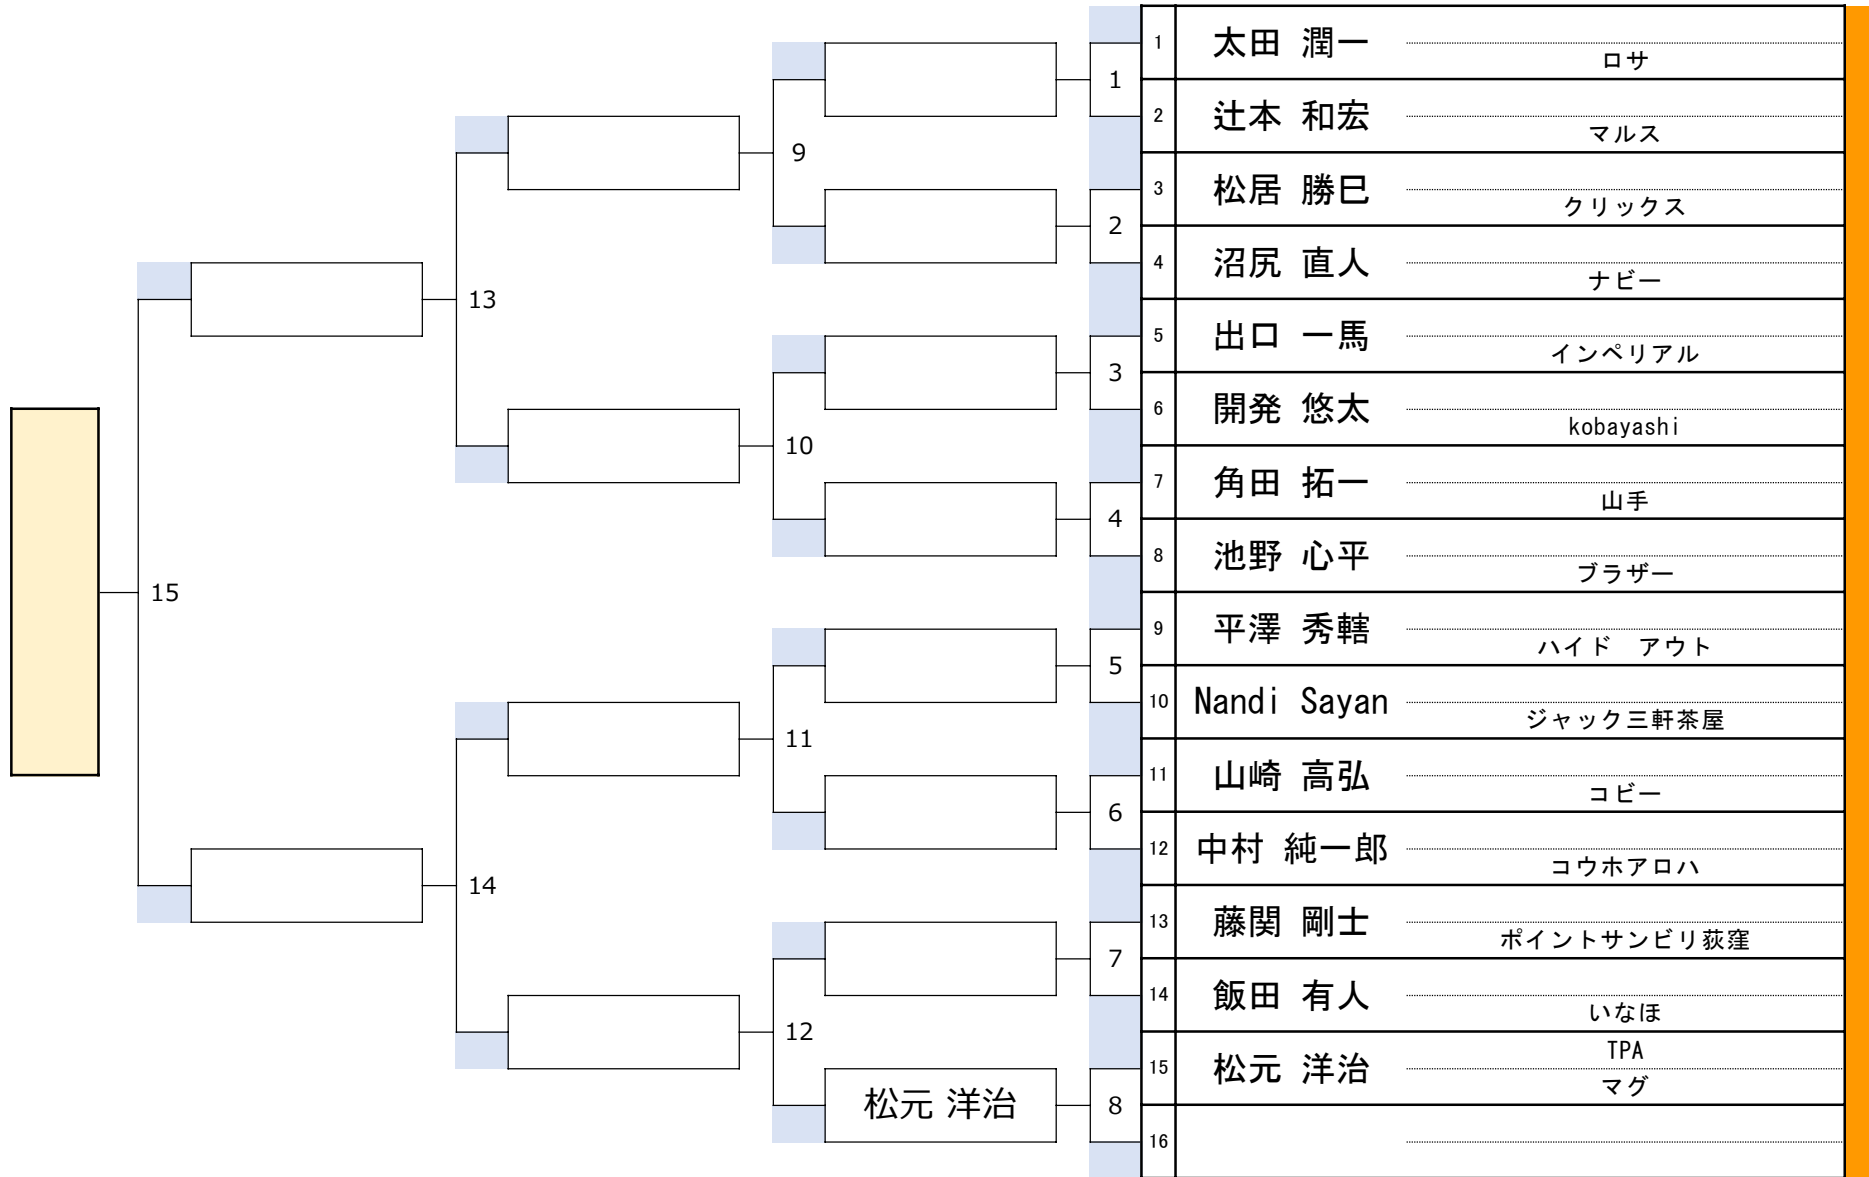 1 太田 潤一
ロサ
2 辻本 和宏
マルス
3 松居 勝巳
クリックス
4 沼尻 直人
ナビー
5 出口 一馬
インペリアル
6 開発 悠太
kobayashi
7 角田 拓一
山手
8 池野 心平
ブラザー
9 平澤 秀轄
ハイド　アウト
10 Nandi Sayan
ジャック三軒茶屋
11 山崎 高弘
コビー
12 中村 純一郎
コウホアロハ
13 藤関 剛士
ポイントサンビリ荻窪
14 飯田 有人
いなほ
TPA
15 松元 洋治
マグ
16
1
2
3
4
5
6
7
8
松元 洋治
9
10
11
12
13
14
15